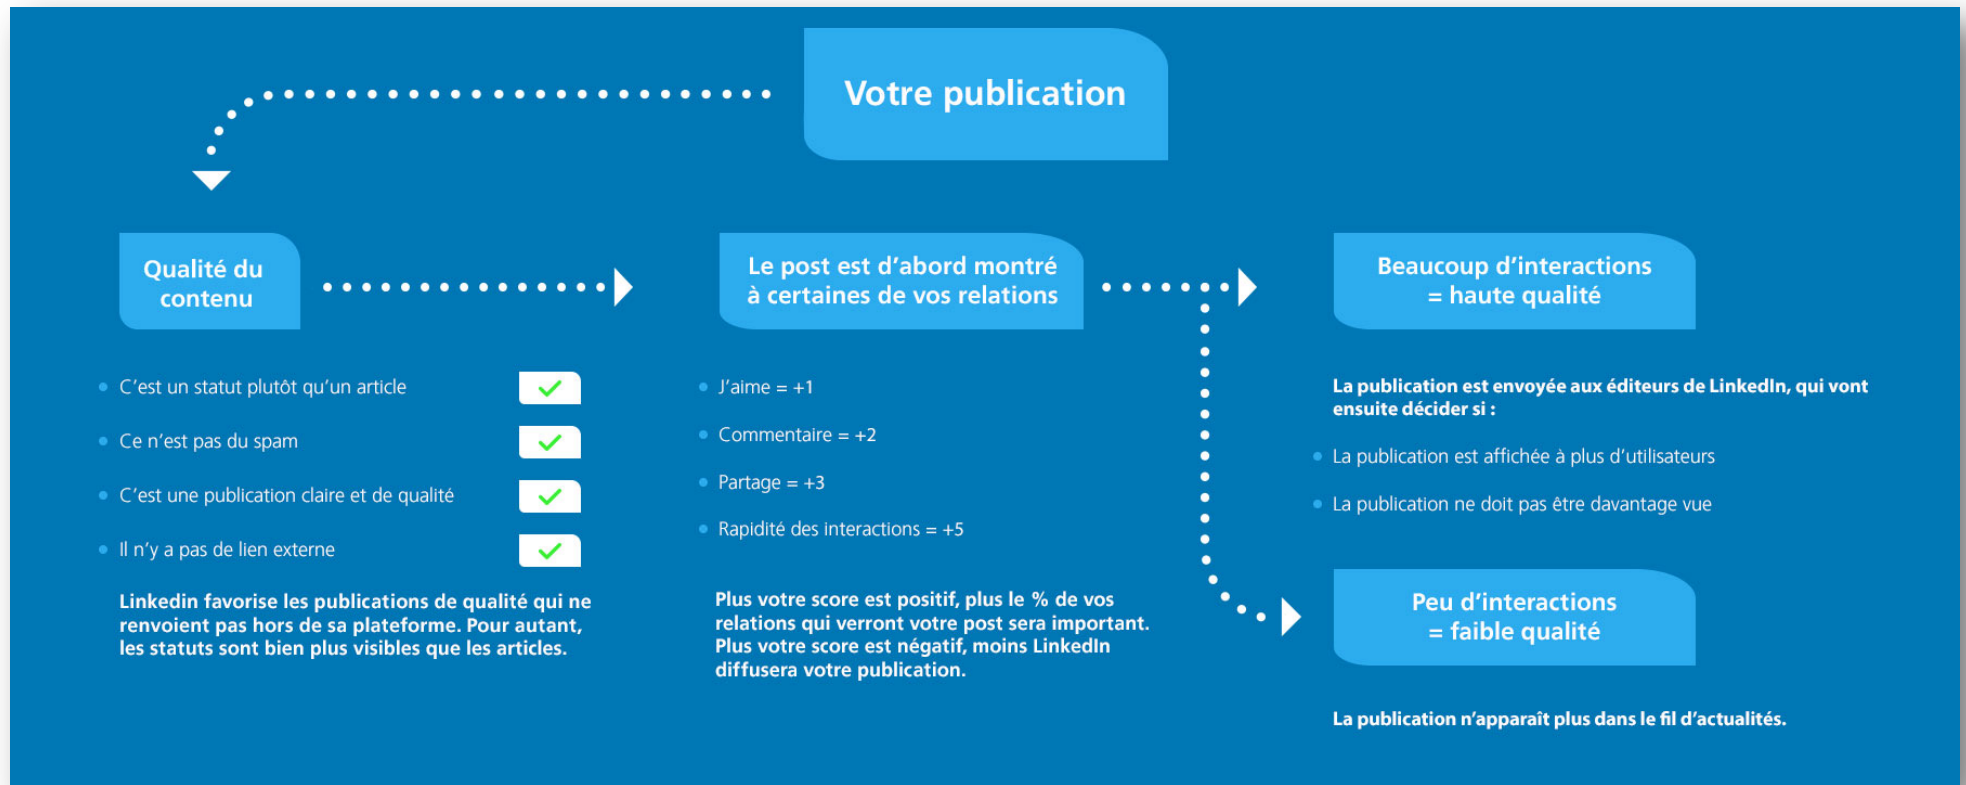 Votre publication
Qualité du
contenu
• C'est un statut plutôt qu'un article
• Ce n'est pas du spam
• C'est une publication claire et de qualité
• Il n'y a pas de lien externe
Linkedin favorise les publications de qualité qui ne
renvoient pas hors de sa plateforme. Pour autant,
les statuts sont bien plus visibles que les articles.
Le post est d'abord montré
à certaines de vos relations
• J'aime = +1
• Commentaire = +2
• Partage = +3
• Rapidité des interactions = +5
Plus votre score est positif, plus le % de vos
relations qui verront votre post sera important.
Plus votre score est négatif, moins LinkedIn
diffusera votre publication.
Beaucoup d'interactions
= haute qualité
La publication est envoyée aux éditeurs de LinkedIn, qui vont
ensuite décider si :
• La publication est affichée à plus d'utilisateurs
• La publication ne doit pas être davantage vue
Peu d'interactions
= faible qualité
La publication n'apparaît plus dans le fil d'actualités.